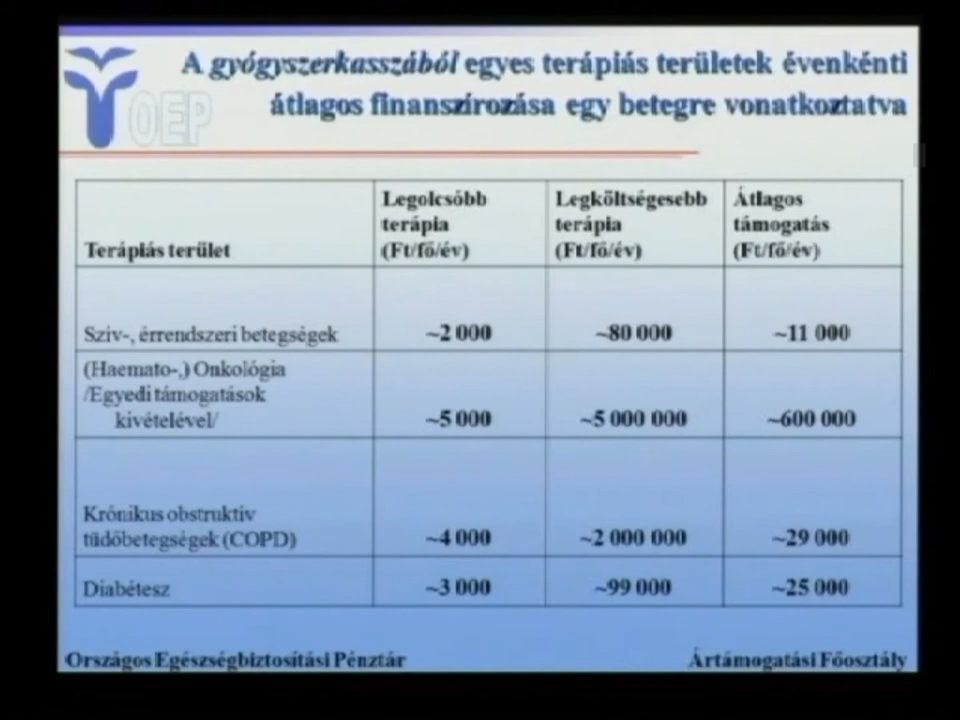 A gyógyszerkasszából egyes terápiás területek évenkénti
átlagos finanszírozása egy betegre vonatkoztatva
OEP
Terápiás terület
Legolcsóbb
terápia
(Ft/fő/év)
Legköltségesebb
terápia
(Ft/fő/év)
Átlagos
támogatás
(Ft/fő/év)
Szív-, érrendszeri betegségek
~2 000
~80 000
~11 000
(Haemato-,) Onkológia
/Egyedi támogatások
kivételével/
~5 000
~5 000 000
~600 000
Krónikus obstruktív
tüdőbetegségek (COPD)
~4 000
~2 000 000
~29 000
Diabétesz
~3 000
~99 000
~25 000
Országos Egészségbiztosítási Pénztár
Ártámogatási Főosztály